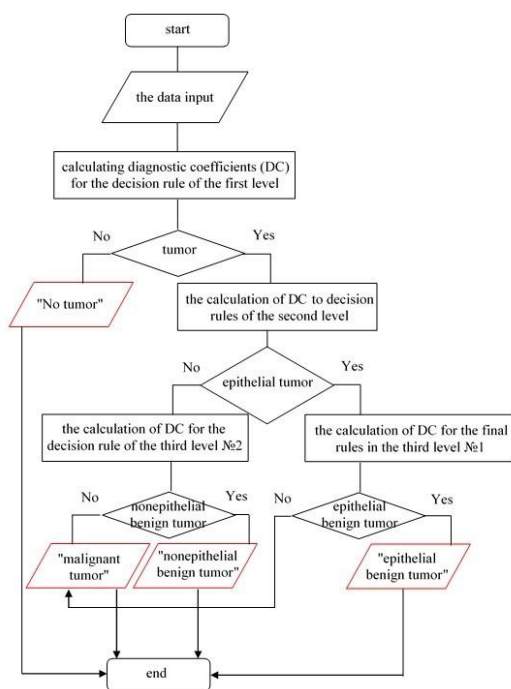 start
the data input
calculating diagnostic coefficients (DC)
for the decision rule of the first level
No
Yes
tumor
"No tumor"
the calculation of DC to decision
rules of the second level
No
Yes
epithelial tumor
the calculation of DC for the
decision rule of the third level №2
the calculation of DC for the final
rules in the third level №1
No
Yes
nonepithelial
benign tumor
No
Yes
epithelial
benign tumor
"malignant
tumor"
"nonepithelial
benign tumor"
"epithelial
benign tumor"
end